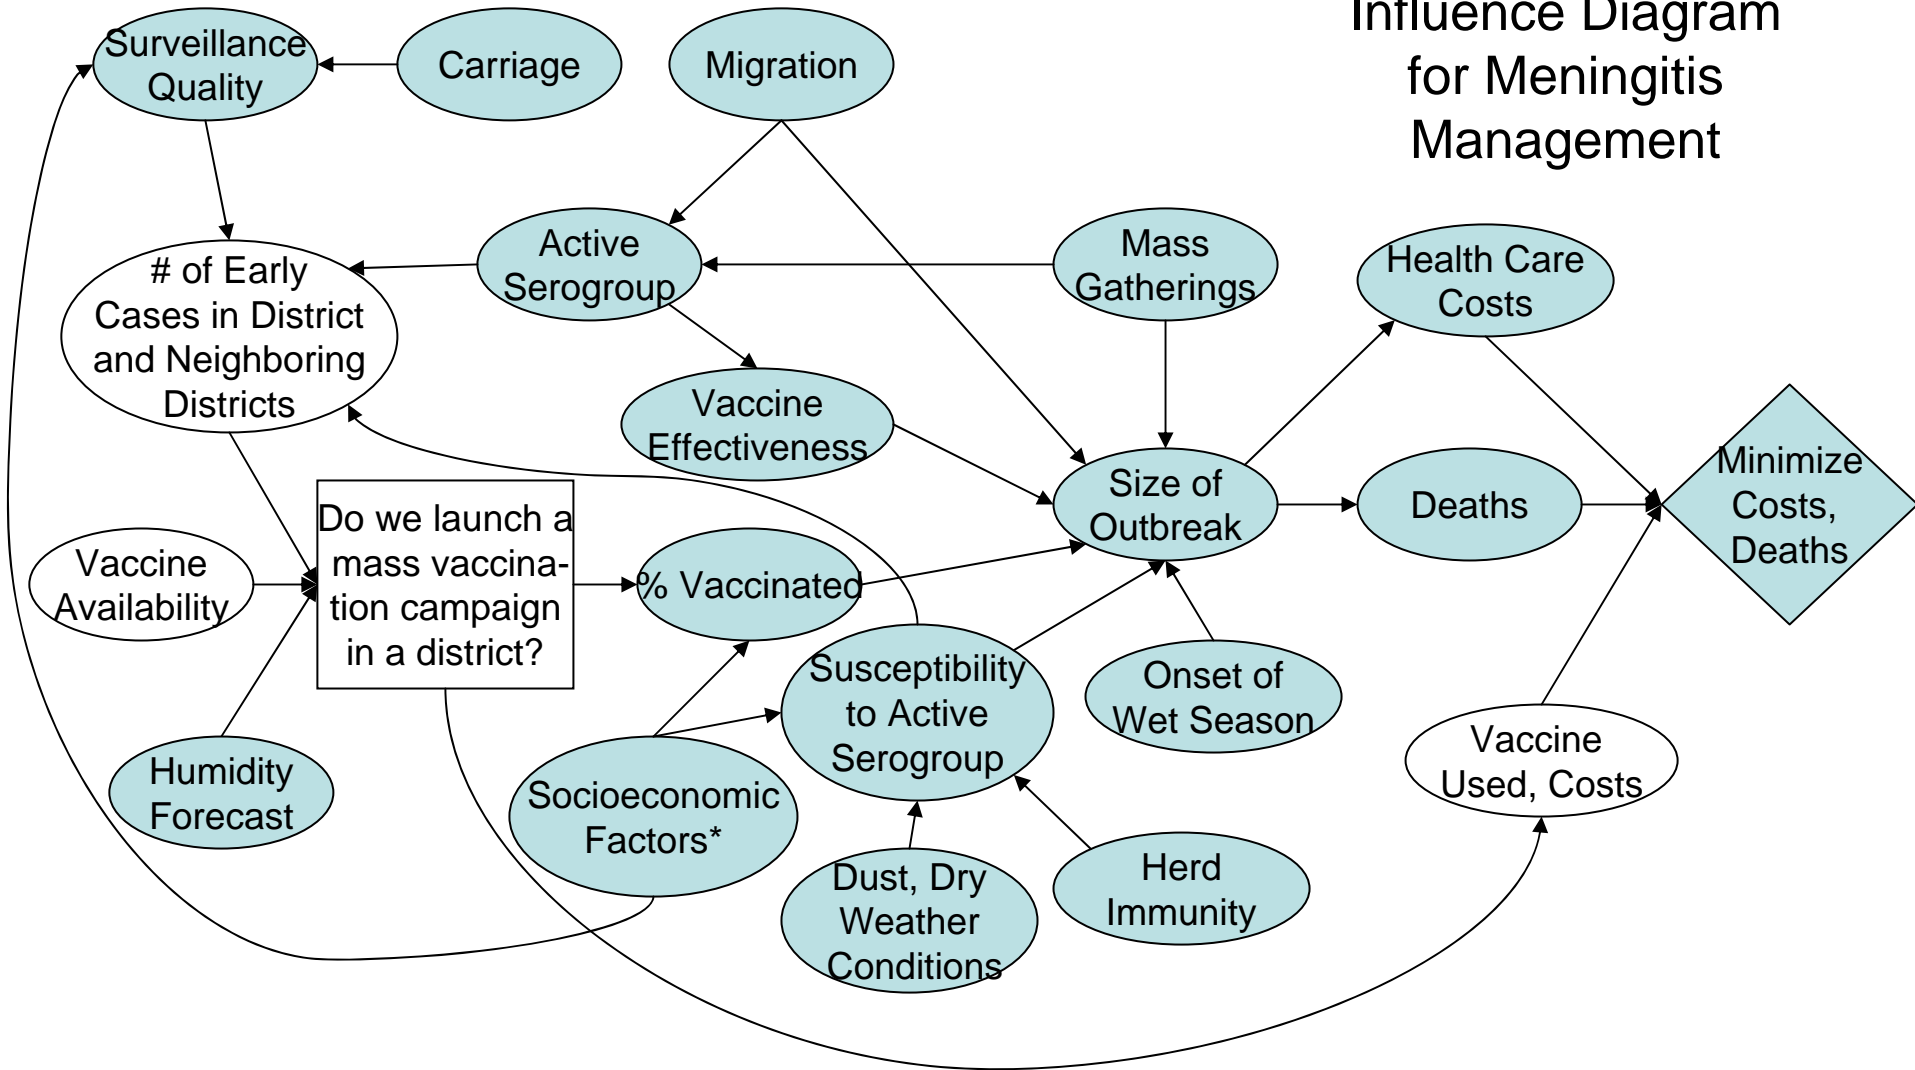 Influence Diagram
for Meningitis
Management
Surveillance
Quality
Carriage
Migration
Active
Serogroup
Mass
Gatherings
Health Care
Costs
# of Early
Cases in District
and Neighboring
Districts
Vaccine
Effectiveness
Size of
Outbreak
Deaths
Minimize
Costs,
Deaths
Vaccine
Availability
Do we launch a
mass vaccina-
tion campaign
in a district?
% Vaccinated
Susceptibility
to Active
Serogroup
Onset of
Wet Season
Vaccine
Used, Costs
Humidity
Forecast
Socioeconomic
Factors*
Dust, Dry
Weather
Conditions
Herd
Immunity